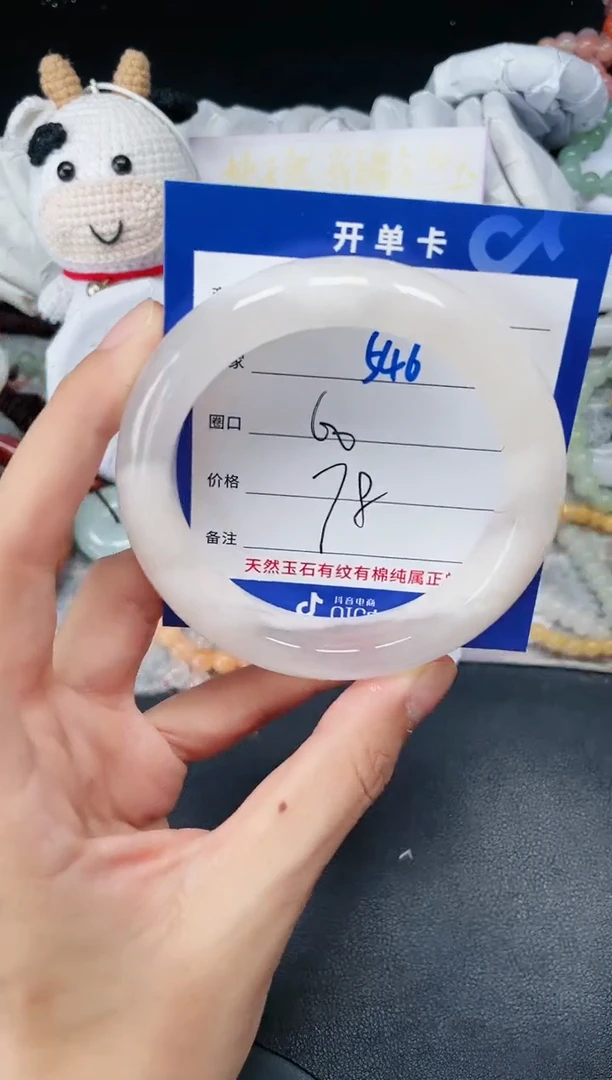 开单卡
家 546
圈口 60
价格 78
备注
天然玉石有纹有棉纯属正
抖音电商